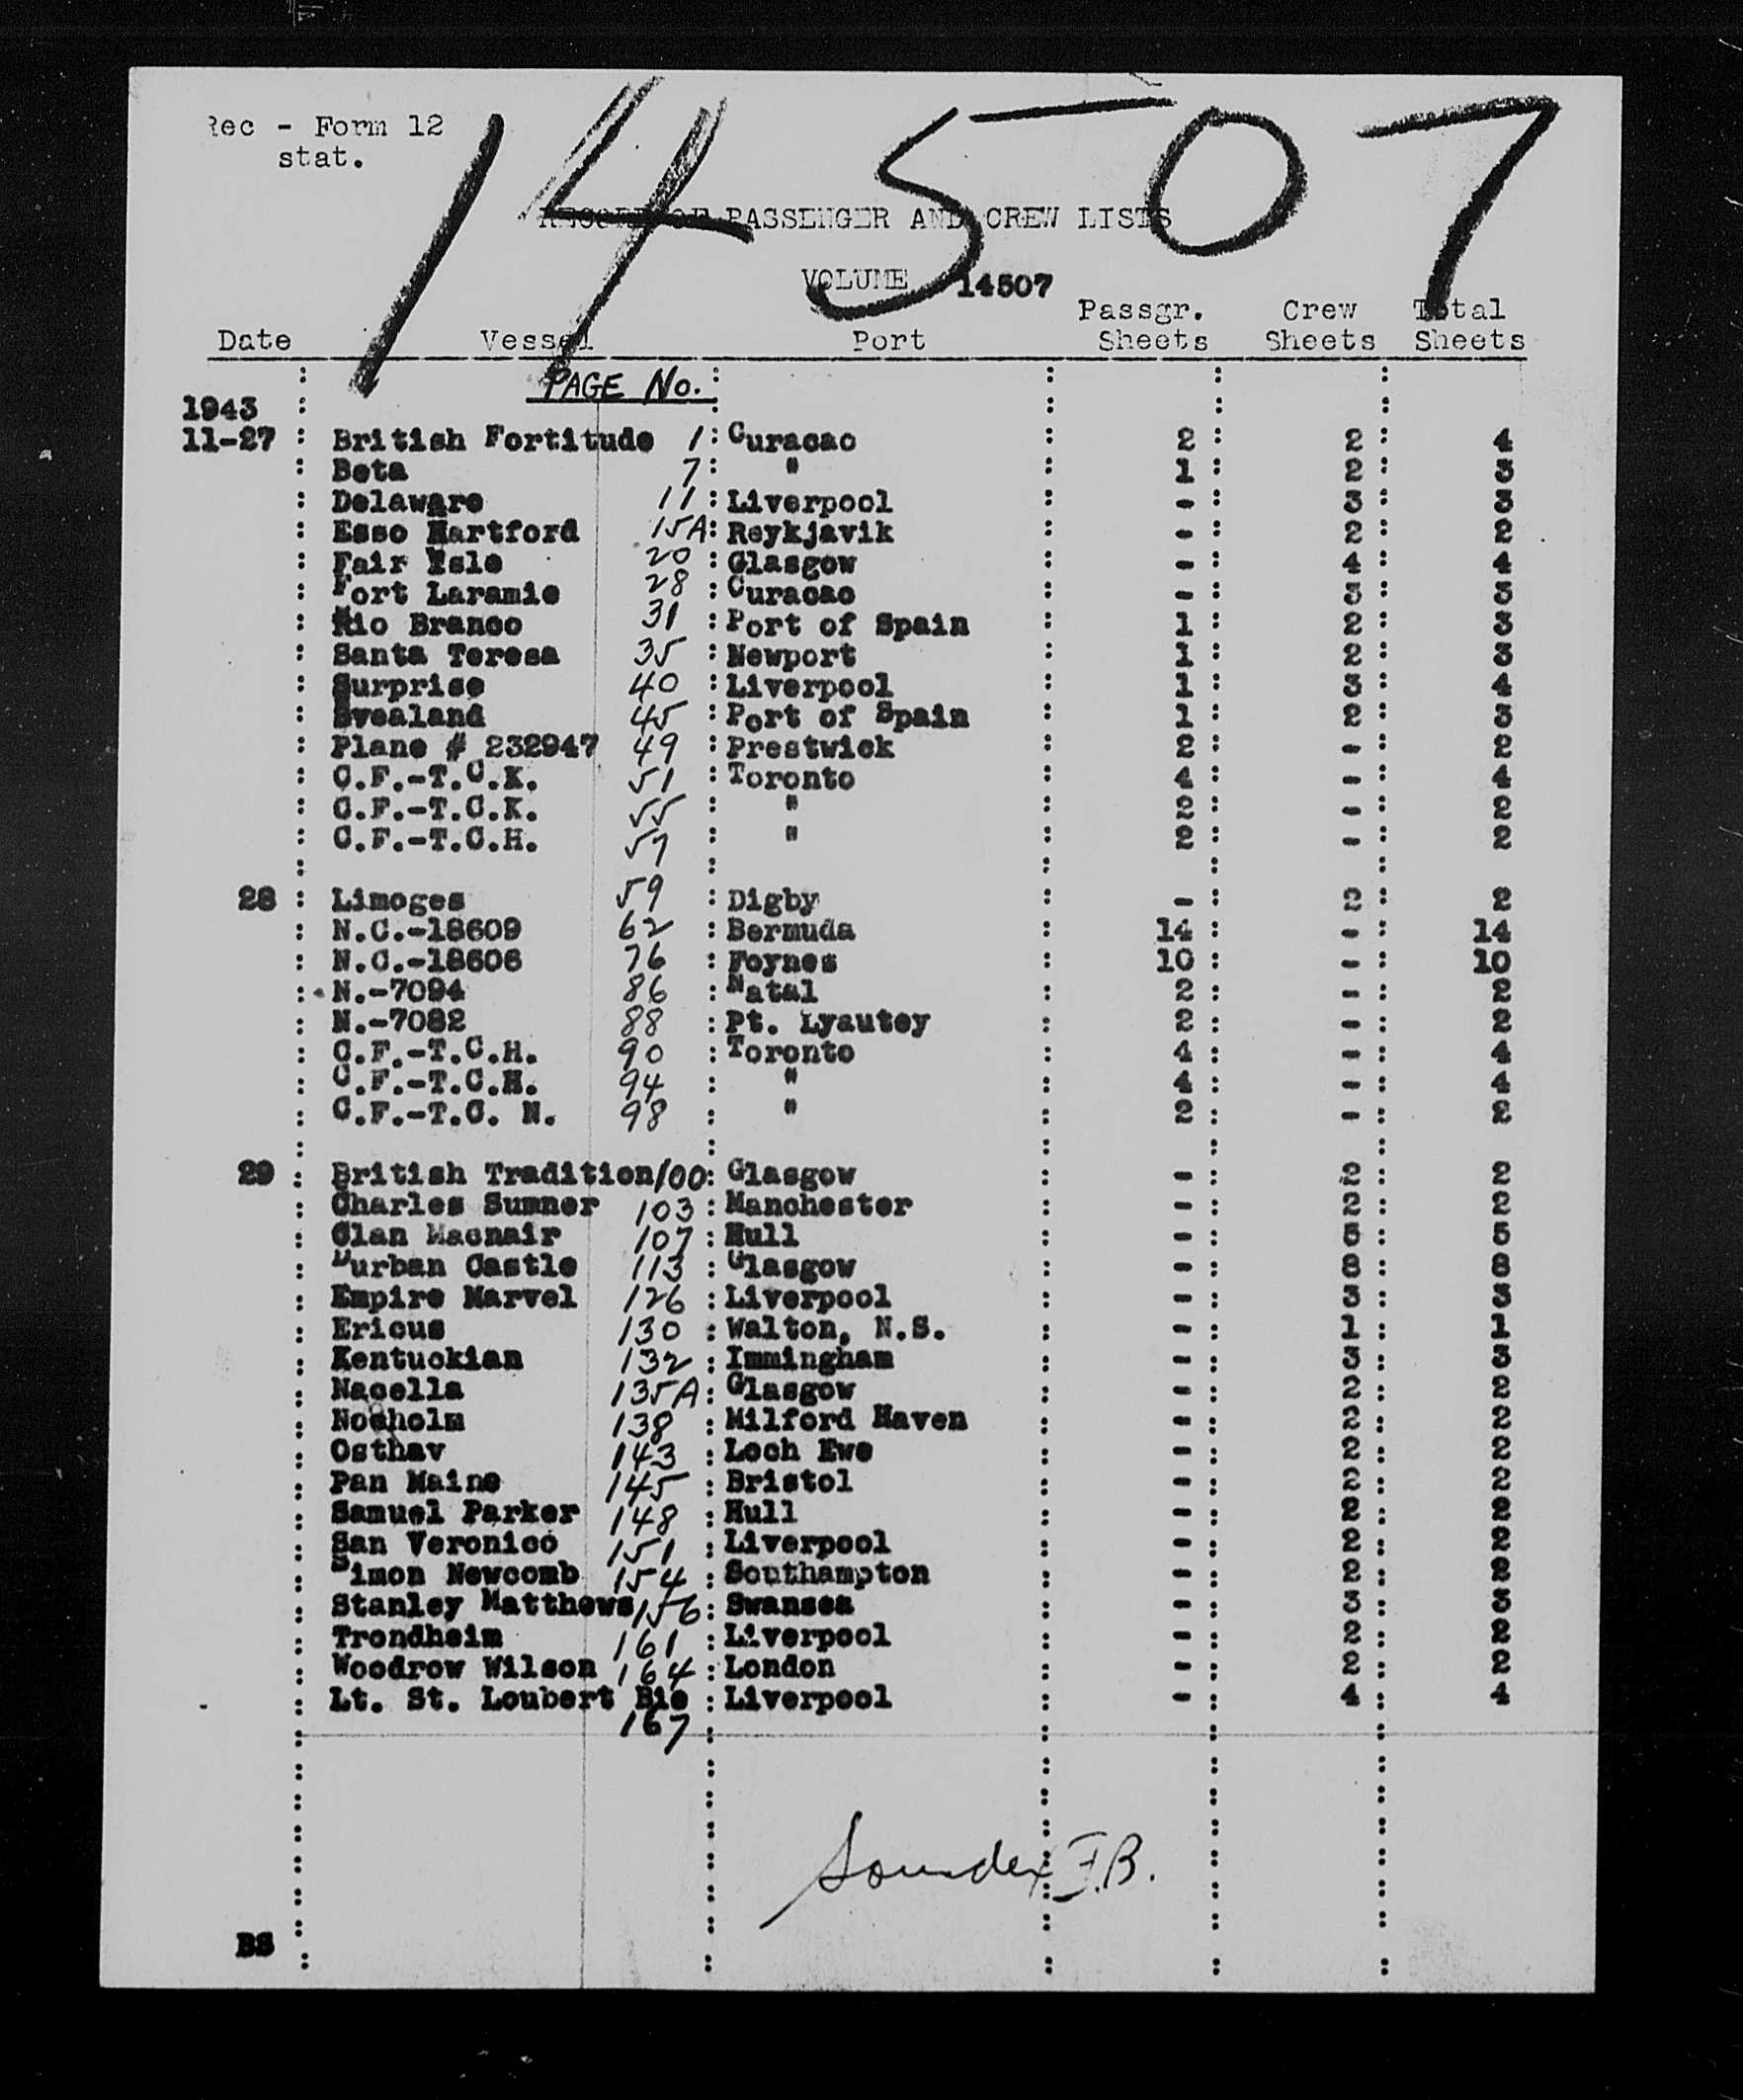 14507
Rec - Form 12
stat.
RECORD OF PASSENGER AND CREW LISTS
VOLUME 14507
Date Vessel Port Passgr. Sheets Crew Sheets Total Sheets
PAGE No.
1943
11-27 : British Fortitude 1 : Curacao : 2 : 2 : 4
: Beta 7 : " : 1 : 2 : 3
: Delaware 11 : Liverpool : - : 3 : 3
: Esso Hartford 15A : Reykjavik : - : 2 : 2
: Fair Isle 20 : Glasgow : - : 4 : 4
: Fort Laramie 28 : Curacao : - : 3 : 3
: Rio Branco 31 : Port of Spain : 1 : 2 : 3
: Santa Teresa 35 : Newport : 1 : 2 : 3
: Surprise 40 : Liverpool : 1 : 3 : 4
: Svealand 45 : Port of Spain : 1 : 2 : 3
: Plane # 232947 49 : Prestwick : 2 : - : 2
: C.F.-T.C.K. 51 : Toronto : 4 : - : 4
: C.F.-T.C.K. 55 : " : 2 : - : 2
: C.F.-T.C.H. 57 : " : 2 : - : 2
28 : Limoges 59 : Digby : - : 2 : 2
: N.C.-18609 62 : Bermuda : 14 : - : 14
: N.C.-18606 76 : Foynes : 10 : - : 10
: N.-7094 86 : Natal : 2 : - : 2
: N.-7082 88 : Pt. Lyautey : 2 : - : 2
: C.F.-T.C.H. 90 : Toronto : 4 : - : 4
: C.F.-T.C.H. 94 : " : 4 : - : 4
: C.F.-T.C. N. 98 : " : 2 : - : 2
29 : British Tradition 100 : Glasgow : - : 2 : 2
: Charles Sumner 103 : Manchester : - : 2 : 2
: Clan Macnair 107 : Hull : - : 5 : 5
: Durban Castle 113 : Glasgow : - : 8 : 8
: Empire Marvel 126 : Liverpool : - : 3 : 3
: Ericus 130 : Walton, N.S. : - : 1 : 1
: Kentuckian 132 : Immingham : - : 3 : 3
: Nacella 135A : Glasgow : - : 2 : 2
: Noeholm 138 : Milford Haven : - : 2 : 2
: Osthav 143 : Loch Ewe : - : 2 : 2
: Pan Maine 145 : Bristol : - : 2 : 2
: Samuel Parker 148 : Hull : - : 2 : 2
: San Veronico 151 : Liverpool : - : 2 : 2
: Simon Newcomb 154 : Southampton : - : 2 : 2
: Stanley Matthews 156 : Swansea : - : 3 : 3
: Trondheim 161 : Liverpool : - : 2 : 2
: Woodrow Wilson 164 : London : - : 2 : 2
: Lt. St. Loubert Bie : Liverpool : - : 4 : 4
167
Soundex F.B.
BS